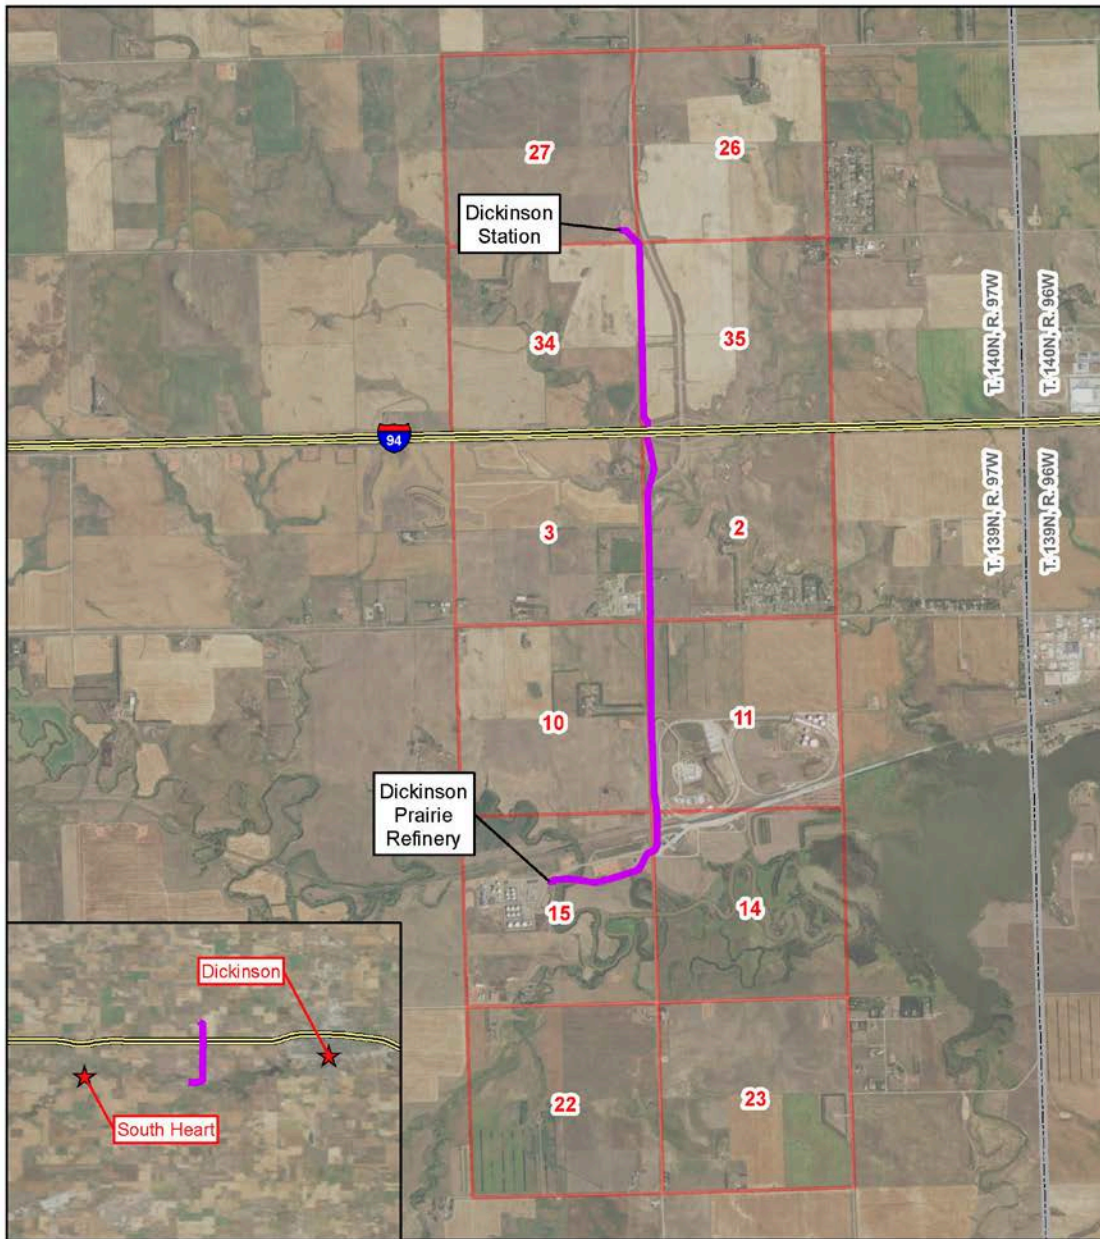 27
26
Dickinson
Station
34
35
T. 140N, R. 97W
T. 140N, R. 96W
94
3
2
T. 139N, R. 97W
T. 139N, R. 96W
10
11
Dickinson
Prairie
Refinery
15
14
Dickinson
South Heart
22
23